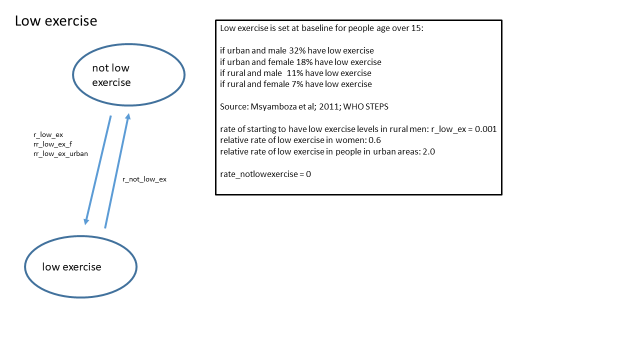 Low exercise
not low
exercise
r_low_ex
rr_low_ex_f
rr_low_ex_urban
r_not_low_ex
low exercise
Low exercise is set at baseline for people age over 15:
if urban and male 32% have low exercise
if urban and female 18% have low exercise
if rural and male  11% have low exercise
if rural and female 7% have low exercise
Source: Msyamboza et al; 2011; WHO STEPS
rate of starting to have low exercise levels in rural men: r_low_ex = 0.001
relative rate of low exercise in women: 0.6
relative rate of low exercise in people in urban areas: 2.0
rate_notlowexercise = 0